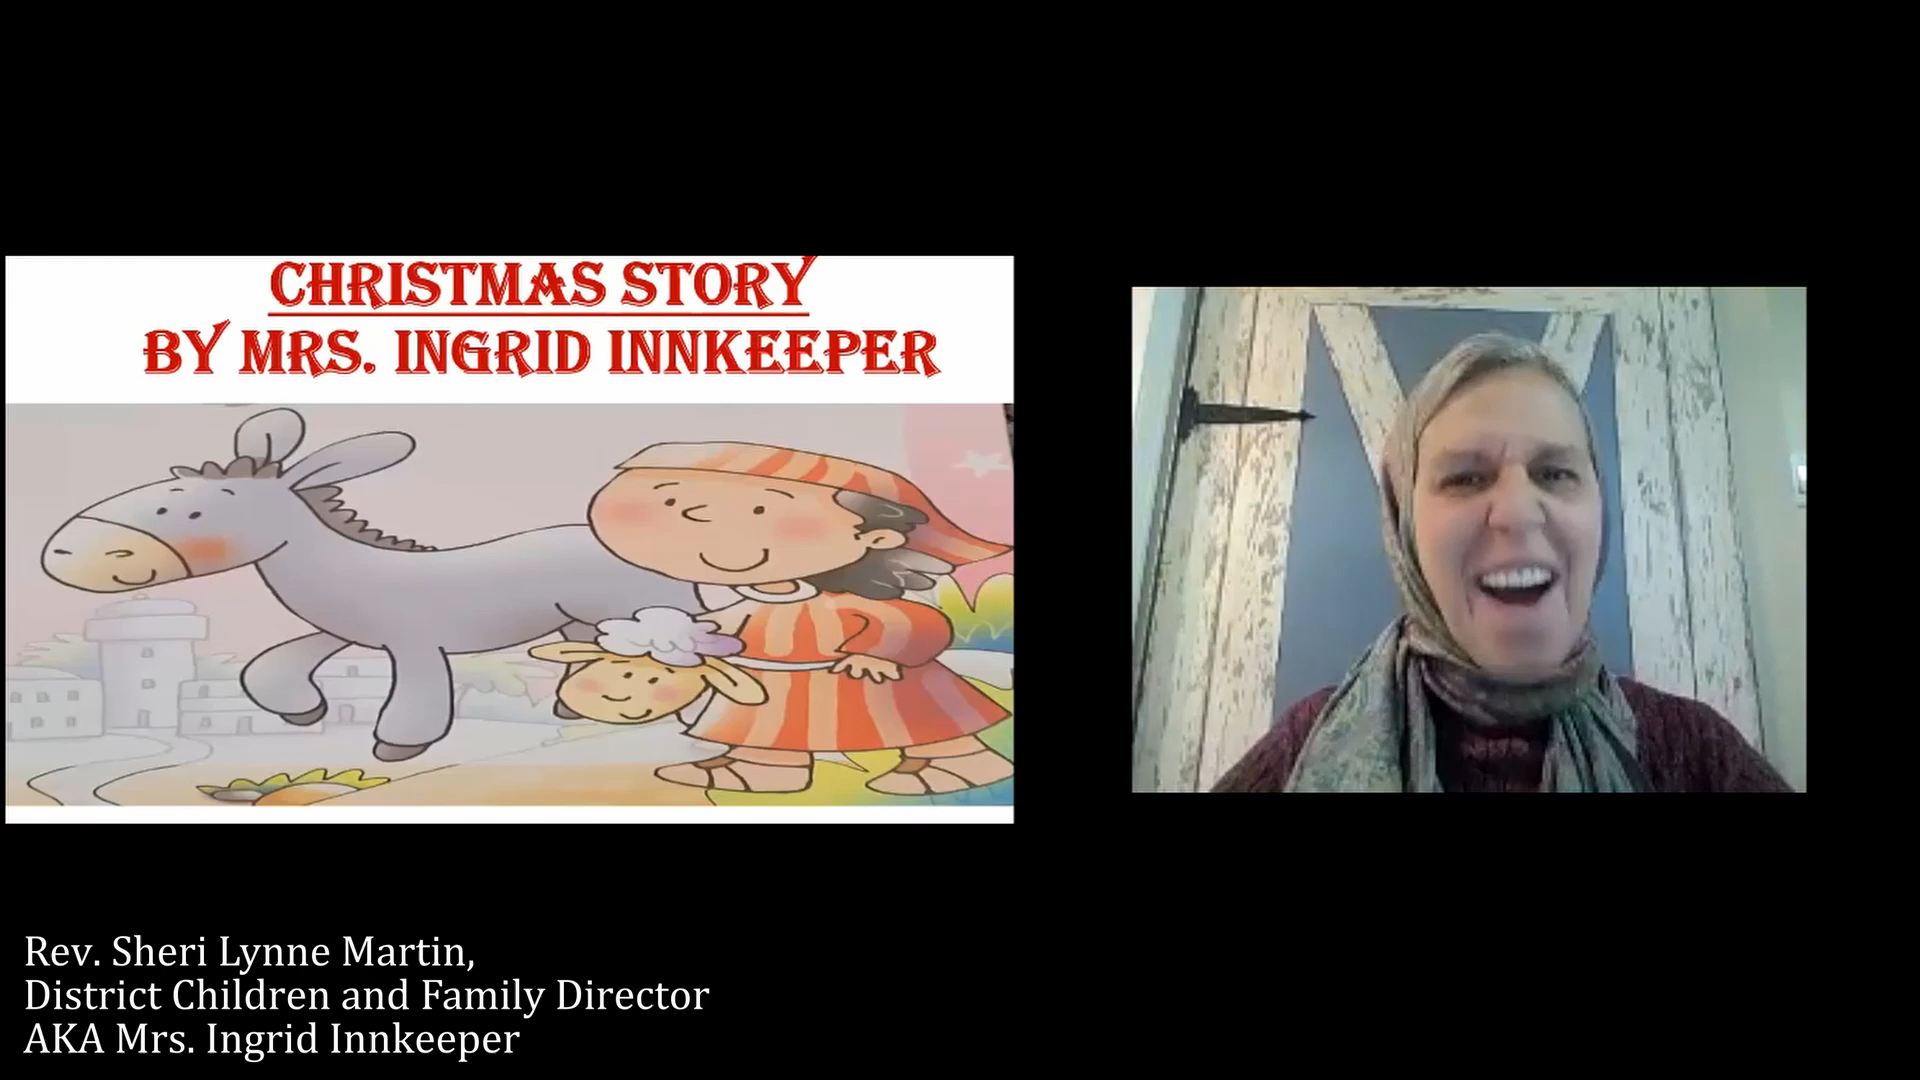 CHRISTMAS STORY
BY MRS. INGRID INNKEEPER
Rev. Sheri Lynne Martin,
District Children and Family Director
AKA Mrs. Ingrid Innkeeper